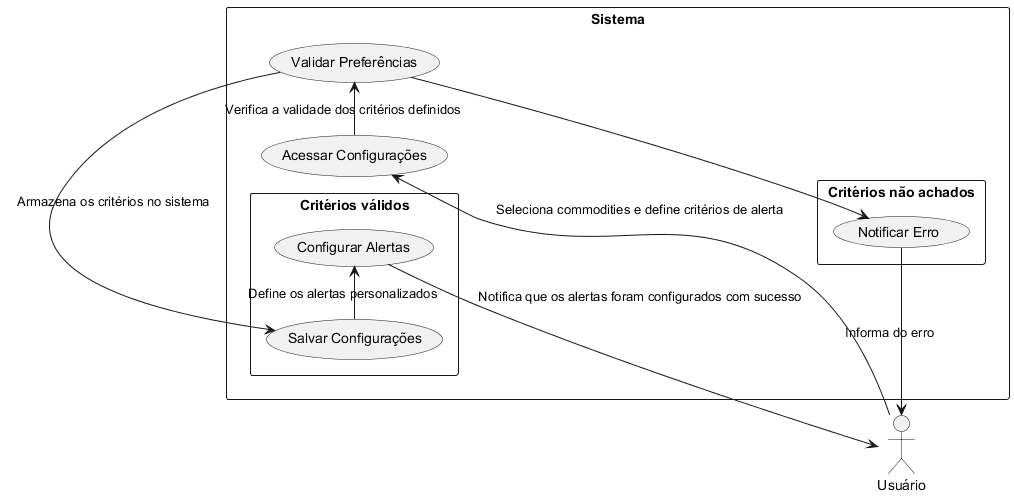 Sistema
Validar Preferências
Verifica a validade dos critérios definidos
Acessar Configurações
Armazena os critérios no sistema
Critérios válidos
Seleciona commodities e define critérios de alerta
Critérios não achados
Notificar Erro
Configurar Alertas
Define os alertas personalizados
Notifica que os alertas foram configurados com sucesso
Salvar Configurações
Informa do erro
Usuário